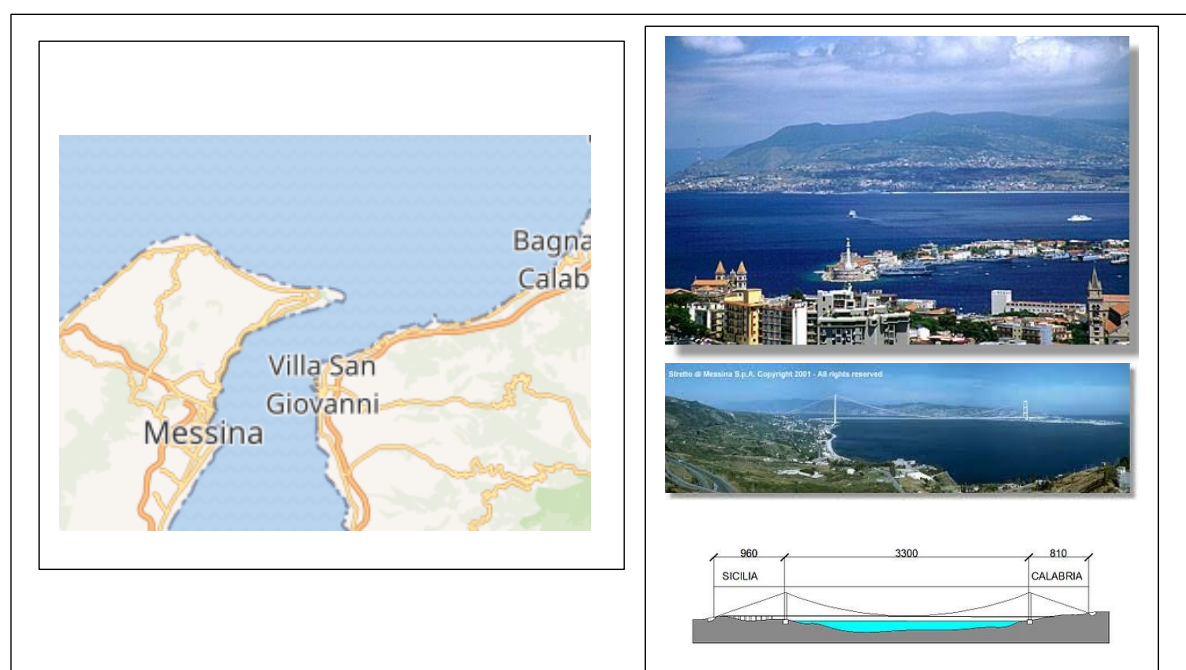 Bagna
Calab
Villa San
Giovanni
Messina
Stretto di Messina S.p.A. Copyright 2001 - All rights reserved
960
3300
810
SICILIA
CALABRIA